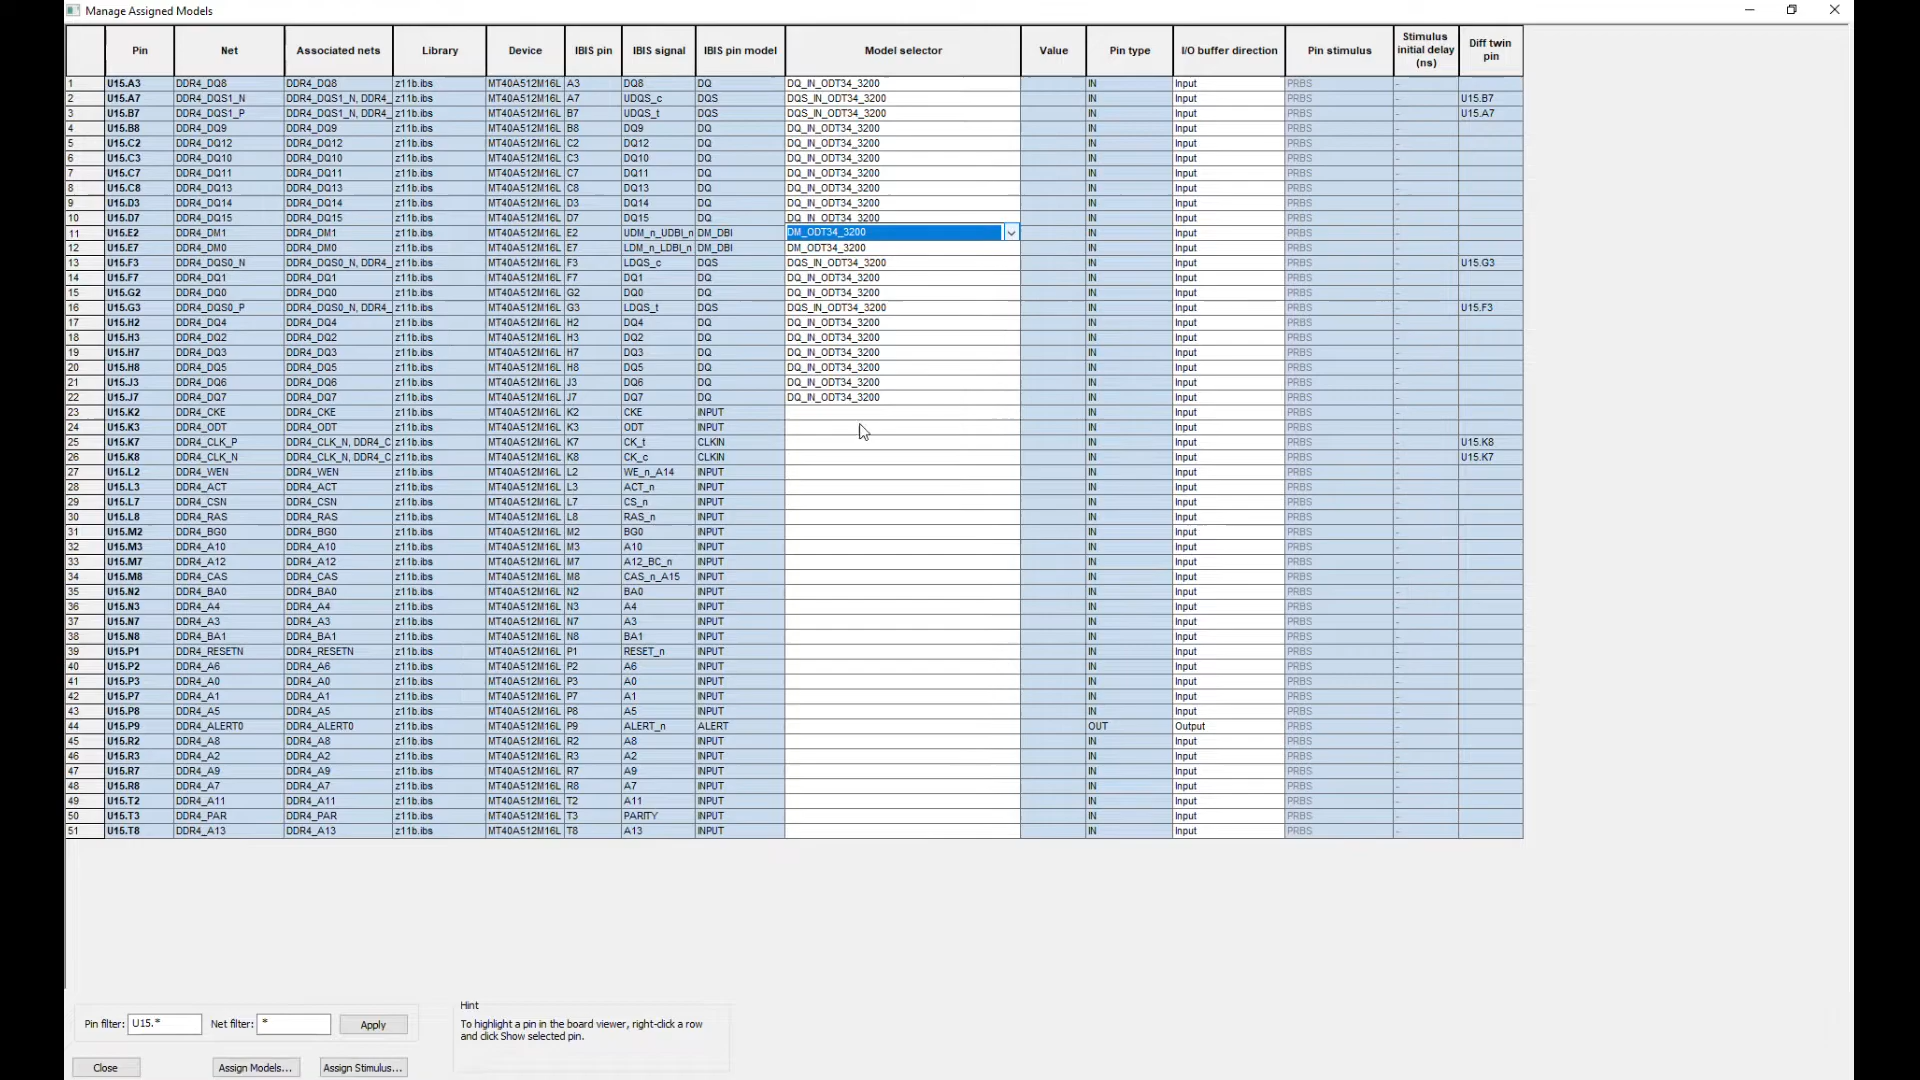 Manage Assigned Models
Pin Net Associated nets Library Device IBIS pin IBIS signal IBIS pin model Model selector Value Pin type I/O buffer direction Pin stimulus Stimulus initial delay (ns) Diff twin pin
1 U15.A3 DDR4_DQ8 DDR4_DQ8 z11b.ibs MT40A512M16L A3 DQ8 DQ DQ_IN_ODT34_3200 IN Input PRBS -
2 U15.A7 DDR4_DQS1_N DDR4_DQS1_N, DDR4_ z11b.ibs MT40A512M16L A7 UDQS_c DQS DQS_IN_ODT34_3200 IN Input PRBS - U15.B7
3 U15.B7 DDR4_DQS1_P DDR4_DQS1_N, DDR4_ z11b.ibs MT40A512M16L B7 UDQS_t DQS DQS_IN_ODT34_3200 IN Input PRBS - U15.A7
4 U15.B8 DDR4_DQ9 DDR4_DQ9 z11b.ibs MT40A512M16L B8 DQ9 DQ DQ_IN_ODT34_3200 IN Input PRBS -
5 U15.C2 DDR4_DQ12 DDR4_DQ12 z11b.ibs MT40A512M16L C2 DQ12 DQ DQ_IN_ODT34_3200 IN Input PRBS -
6 U15.C3 DDR4_DQ10 DDR4_DQ10 z11b.ibs MT40A512M16L C3 DQ10 DQ DQ_IN_ODT34_3200 IN Input PRBS -
7 U15.C7 DDR4_DQ11 DDR4_DQ11 z11b.ibs MT40A512M16L C7 DQ11 DQ DQ_IN_ODT34_3200 IN Input PRBS -
8 U15.C8 DDR4_DQ13 DDR4_DQ13 z11b.ibs MT40A512M16L C8 DQ13 DQ DQ_IN_ODT34_3200 IN Input PRBS -
9 U15.D3 DDR4_DQ14 DDR4_DQ14 z11b.ibs MT40A512M16L D3 DQ14 DQ DQ_IN_ODT34_3200 IN Input PRBS -
10 U15.D7 DDR4_DQ15 DDR4_DQ15 z11b.ibs MT40A512M16L D7 DQ15 DQ DQ_IN_ODT34_3200 IN Input PRBS -
11 U15.E2 DDR4_DM1 DDR4_DM1 z11b.ibs MT40A512M16L E2 UDM_n_UDBI_n DM_DBI DM_ODT34_3200 IN Input PRBS -
12 U15.E7 DDR4_DM0 DDR4_DM0 z11b.ibs MT40A512M16L E7 LDM_n_LDBI_n DM_DBI DM_ODT34_3200 IN Input PRBS -
13 U15.F3 DDR4_DQS0_N DDR4_DQS0_N, DDR4_ z11b.ibs MT40A512M16L F3 LDQS_c DQS DQS_IN_ODT34_3200 IN Input PRBS - U15.G3
14 U15.F7 DDR4_DQ1 DDR4_DQ1 z11b.ibs MT40A512M16L F7 DQ1 DQ DQ_IN_ODT34_3200 IN Input PRBS -
15 U15.G2 DDR4_DQ0 DDR4_DQ0 z11b.ibs MT40A512M16L G2 DQ0 DQ DQ_IN_ODT34_3200 IN Input PRBS -
16 U15.G3 DDR4_DQS0_P DDR4_DQS0_N, DDR4_ z11b.ibs MT40A512M16L G3 LDQS_t DQS DQS_IN_ODT34_3200 IN Input PRBS - U15.F3
17 U15.H2 DDR4_DQ4 DDR4_DQ4 z11b.ibs MT40A512M16L H2 DQ4 DQ DQ_IN_ODT34_3200 IN Input PRBS -
18 U15.H3 DDR4_DQ2 DDR4_DQ2 z11b.ibs MT40A512M16L H3 DQ2 DQ DQ_IN_ODT34_3200 IN Input PRBS -
19 U15.H7 DDR4_DQ3 DDR4_DQ3 z11b.ibs MT40A512M16L H7 DQ3 DQ DQ_IN_ODT34_3200 IN Input PRBS -
20 U15.H8 DDR4_DQ5 DDR4_DQ5 z11b.ibs MT40A512M16L H8 DQ5 DQ DQ_IN_ODT34_3200 IN Input PRBS -
21 U15.J3 DDR4_DQ6 DDR4_DQ6 z11b.ibs MT40A512M16L J3 DQ6 DQ DQ_IN_ODT34_3200 IN Input PRBS -
22 U15.J7 DDR4_DQ7 DDR4_DQ7 z11b.ibs MT40A512M16L J7 DQ7 DQ DQ_IN_ODT34_3200 IN Input PRBS -
23 U15.K2 DDR4_CKE DDR4_CKE z11b.ibs MT40A512M16L K2 CKE INPUT IN Input PRBS -
24 U15.K3 DDR4_ODT DDR4_ODT z11b.ibs MT40A512M16L K3 ODT INPUT IN Input PRBS -
25 U15.K7 DDR4_CLK_P DDR4_CLK_N, DDR4_C z11b.ibs MT40A512M16L K7 CK_t CLKIN IN Input PRBS - U15.K8
26 U15.K8 DDR4_CLK_N DDR4_CLK_N, DDR4_C z11b.ibs MT40A512M16L K8 CK_c CLKIN IN Input PRBS - U15.K7
27 U15.L2 DDR4_WEN DDR4_WEN z11b.ibs MT40A512M16L L2 WE_n_A14 INPUT IN Input PRBS -
28 U15.L3 DDR4_ACT DDR4_ACT z11b.ibs MT40A512M16L L3 ACT_n INPUT IN Input PRBS -
29 U15.L7 DDR4_CSN DDR4_CSN z11b.ibs MT40A512M16L L7 CS_n INPUT IN Input PRBS -
30 U15.L8 DDR4_RAS DDR4_RAS z11b.ibs MT40A512M16L L8 RAS_n INPUT IN Input PRBS -
31 U15.M2 DDR4_BG0 DDR4_BG0 z11b.ibs MT40A512M16L M2 BG0 INPUT IN Input PRBS -
32 U15.M3 DDR4_A10 DDR4_A10 z11b.ibs MT40A512M16L M3 A10 INPUT IN Input PRBS -
33 U15.M7 DDR4_A12 DDR4_A12 z11b.ibs MT40A512M16L M7 A12_BC_n INPUT IN Input PRBS -
34 U15.M8 DDR4_CAS DDR4_CAS z11b.ibs MT40A512M16L M8 CAS_n_A15 INPUT IN Input PRBS -
35 U15.N2 DDR4_BA0 DDR4_BA0 z11b.ibs MT40A512M16L N2 BA0 INPUT IN Input PRBS -
36 U15.N3 DDR4_A4 DDR4_A4 z11b.ibs MT40A512M16L N3 A4 INPUT IN Input PRBS -
37 U15.N7 DDR4_A3 DDR4_A3 z11b.ibs MT40A512M16L N7 A3 INPUT IN Input PRBS -
38 U15.N8 DDR4_BA1 DDR4_BA1 z11b.ibs MT40A512M16L N8 BA1 INPUT IN Input PRBS -
39 U15.P1 DDR4_RESETN DDR4_RESETN z11b.ibs MT40A512M16L P1 RESET_n INPUT IN Input PRBS -
40 U15.P2 DDR4_A6 DDR4_A6 z11b.ibs MT40A512M16L P2 A6 INPUT IN Input PRBS -
41 U15.P3 DDR4_A0 DDR4_A0 z11b.ibs MT40A512M16L P3 A0 INPUT IN Input PRBS -
42 U15.P7 DDR4_A1 DDR4_A1 z11b.ibs MT40A512M16L P7 A1 INPUT IN Input PRBS -
43 U15.P8 DDR4_A5 DDR4_A5 z11b.ibs MT40A512M16L P8 A5 INPUT IN Input PRBS -
44 U15.P9 DDR4_ALERT0 DDR4_ALERT0 z11b.ibs MT40A512M16L P9 ALERT_n ALERT OUT Output PRBS -
45 U15.R2 DDR4_A8 DDR4_A8 z11b.ibs MT40A512M16L R2 A8 INPUT IN Input PRBS -
46 U15.R3 DDR4_A2 DDR4_A2 z11b.ibs MT40A512M16L R3 A2 INPUT IN Input PRBS -
47 U15.R7 DDR4_A9 DDR4_A9 z11b.ibs MT40A512M16L R7 A9 INPUT IN Input PRBS -
48 U15.R8 DDR4_A7 DDR4_A7 z11b.ibs MT40A512M16L R8 A7 INPUT IN Input PRBS -
49 U15.T2 DDR4_A11 DDR4_A11 z11b.ibs MT40A512M16L T2 A11 INPUT IN Input PRBS -
50 U15.T3 DDR4_PAR DDR4_PAR z11b.ibs MT40A512M16L T3 PARITY INPUT IN Input PRBS -
51 U15.T8 DDR4_A13 DDR4_A13 z11b.ibs MT40A512M16L T8 A13 INPUT IN Input PRBS -
Pin filter: U15.* Net filter: * Apply
Hint
To highlight a pin in the board viewer, right-click a row
and click Show selected pin.
Close Assign Models... Assign Stimulus...